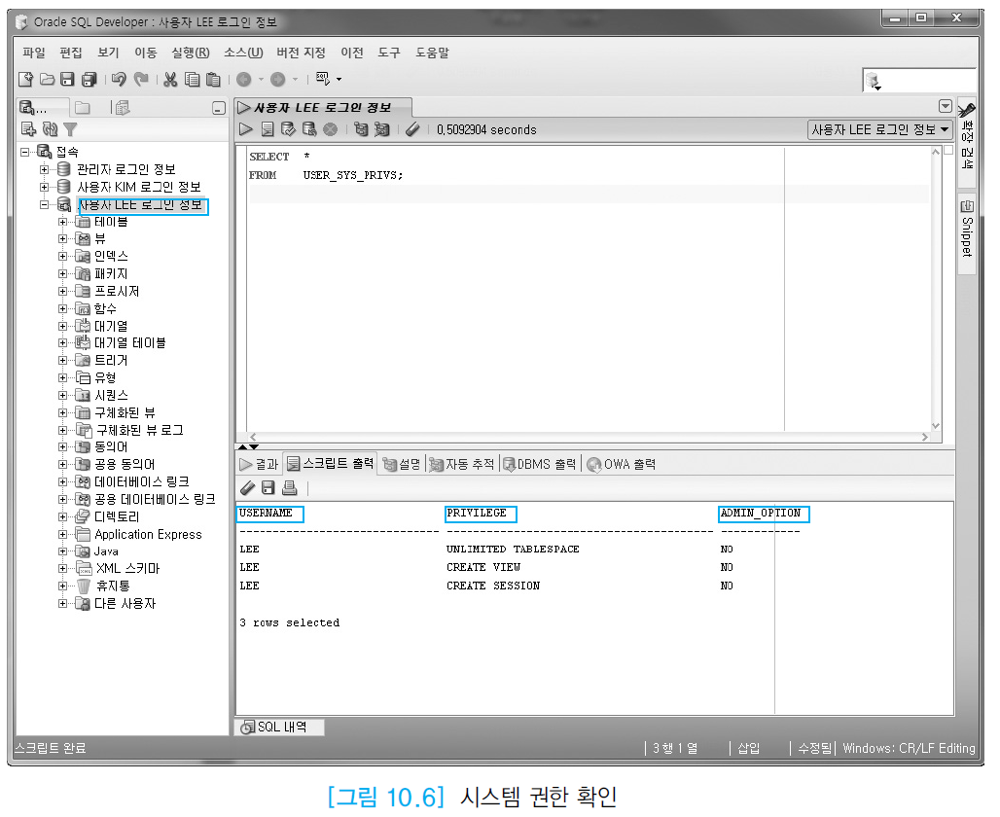 Oracle SQL Developer : 사용자 LEE 로그인 정보
파일 편집 보기 이동 실행(R) 소스(U) 버전 지정 이전 도구 도움말
사용자 LEE 로그인 정보
0,5092904 seconds
사용자 LEE 로그인 정보
접속
관리자 로그인 정보
사용자 KIM 로그인 정보
사용자 LEE 로그인 정보
테이블
뷰
인덱스
패키지
프로시저
함수
대기열
대기열 테이블
트리거
유형
시퀀스
구체화된 뷰
구체화된 뷰 로그
동의어
공용 동의어
데이터베이스 링크
공용 데이터베이스 링크
디렉토리
Application Express
Java
XML 스키마
휴지통
다른 사용자
SELECT *
FROM USER_SYS_PRIVS;
확장 검색
Snippet
결과 스크립트 출력 설명 자동 추적 DBMS 출력 OWA 출력
USERNAME PRIVILEGE ADMIN_OPTION
LEE UNLIMITED TABLESPACE NO
LEE CREATE VIEW NO
LEE CREATE SESSION NO
3 rows selected
SQL 내역
스크립트 완료 3 행 1 열 삽입 수정됨 Windows: CR/LF Editing
[그림 10.6] 시스템 권한 확인